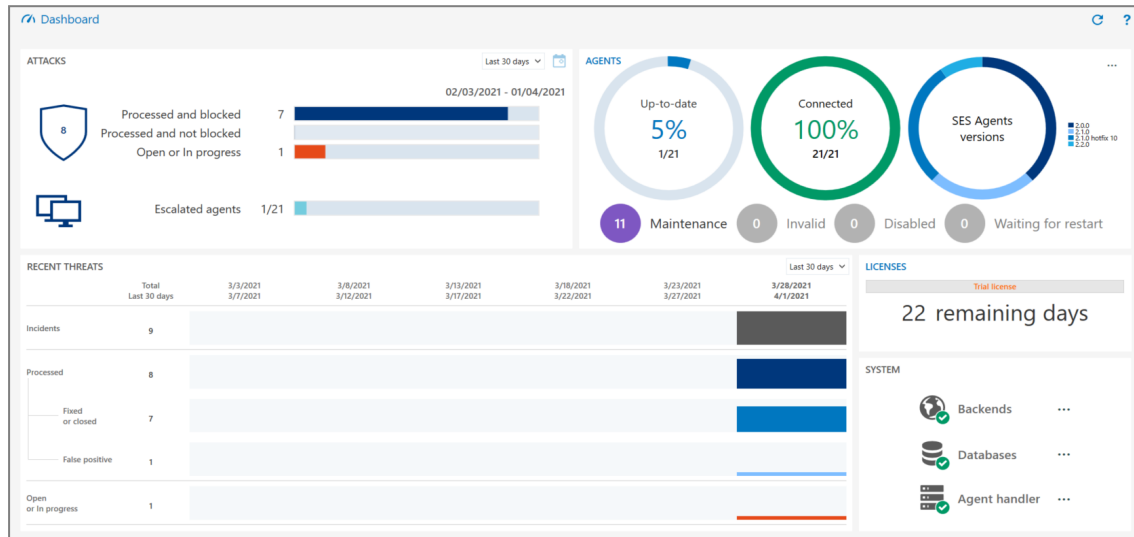 Dashboard
?
ATTACKS
Last 30 days
02/03/2021 - 01/04/2021
8
Processed and blocked 7
Processed and not blocked
Open or In progress 1
Escalated agents 1/21
AGENTS
...
Up-to-date
5%
1/21
Connected
100%
21/21
SES Agents
versions
2.0.0
2.1.0
2.1.0 hotfix 10
2.2.0
11 Maintenance 0 Invalid 0 Disabled 0 Waiting for restart
RECENT THREATS
Last 30 days
Total 3/3/2021 3/8/2021 3/13/2021 3/18/2021 3/23/2021 3/28/2021
Last 30 days 3/7/2021 3/12/2021 3/17/2021 3/22/2021 3/27/2021 4/1/2021
Incidents 9
Processed 8
Fixed
or closed 7
False positive 1
Open
or In progress 1
LICENSES
Trial license
22 remaining days
SYSTEM
Backends ...
Databases ...
Agent handler ...